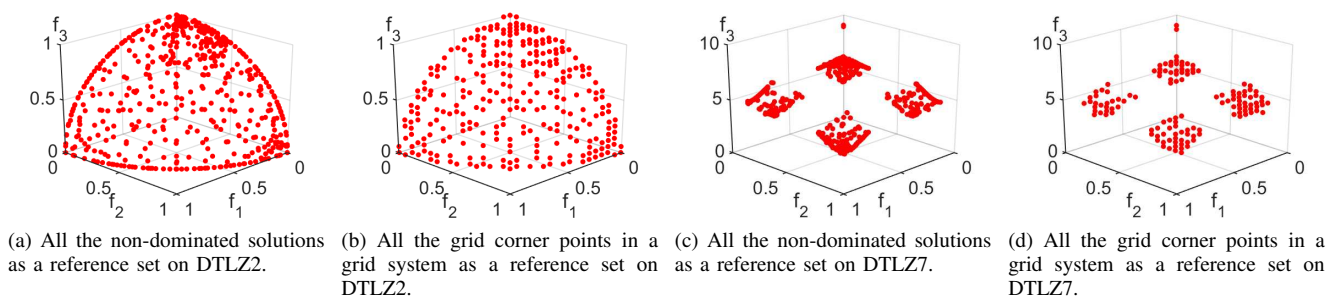 f3
1
0.5
0
0
0.5
f2
1
1
f1
0.5
0
f3
1
0.5
0
0
0.5
f2
1
1
f1
0.5
0
f3
10
5
0
0
0.5
f2
1
1
f1
0.5
0
f3
10
5
0
0
0.5
f2
1
1
f1
0.5
0
(a) All the non-dominated solutions
as a reference set on DTLZ2.
(b) All the grid corner points in a
grid system as a reference set on
DTLZ2.
(c) All the non-dominated solutions
as a reference set on DTLZ7.
(d) All the grid corner points in a
grid system as a reference set on
DTLZ7.